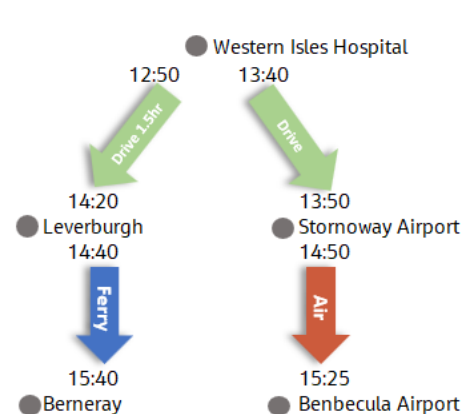 Western Isles Hospital
12:50 13:40
Drive 1.5hr Drive
14:20 13:50
Leverburgh Stornoway Airport
14:40 14:50
Ferry Air
15:40 15:25
Berneray Benbecula Airport